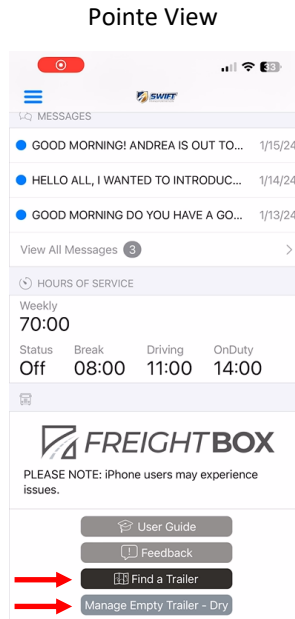 Pointe View
33
SWIFT
MESSAGES
GOOD MORNING! ANDREA IS OUT TO... 1/15/24
HELLO ALL, I WANTED TO INTRODUC... 1/14/24
GOOD MORNING DO YOU HAVE A GO... 1/13/24
View All Messages 3
HOURS OF SERVICE
Weekly
70:00
Status Break Driving OnDuty
Off 08:00 11:00 14:00
FREIGHTBOX
PLEASE NOTE: iPhone users may experience
issues.
User Guide
Feedback
Find a Trailer
Manage Empty Trailer - Dry